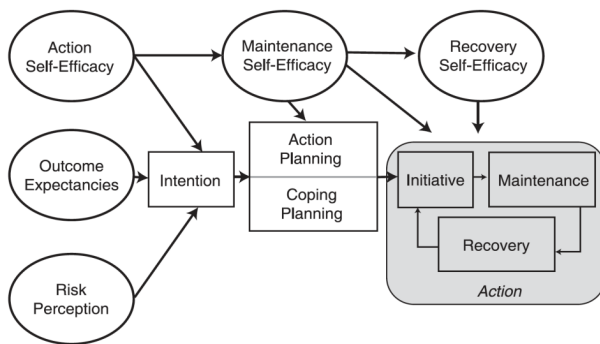 Action
Self-Efficacy
Maintenance
Self-Efficacy
Recovery
Self-Efficacy
Outcome
Expectancies
Intention
Action
Planning
Coping
Planning
Initiative
Maintenance
Recovery
Action
Risk
Perception